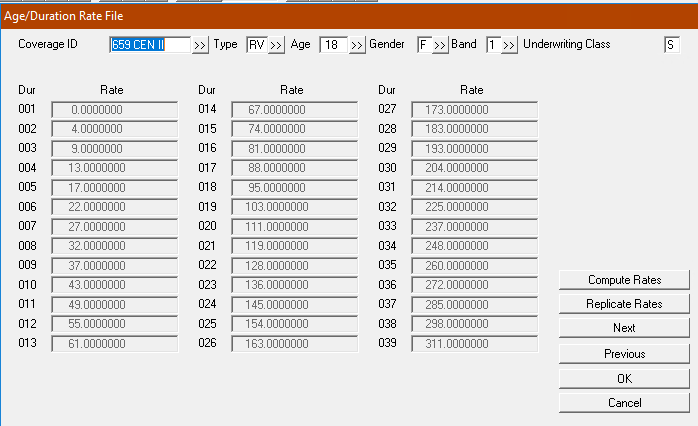 Age/Duration Rate File
Coverage ID 659 CEN II >> Type RV >> Age 18 >> Gender F >> Band 1 >> Underwriting Class S
Dur Rate Dur Rate Dur Rate
001 0.0000000 014 67.0000000 027 173.0000000
002 4.0000000 015 74.0000000 028 183.0000000
003 9.0000000 016 81.0000000 029 193.0000000
004 13.0000000 017 88.0000000 030 204.0000000
005 17.0000000 018 95.0000000 031 214.0000000
006 22.0000000 019 103.0000000 032 225.0000000
007 27.0000000 020 111.0000000 033 237.0000000
008 32.0000000 021 119.0000000 034 248.0000000
009 37.0000000 022 128.0000000 035 260.0000000
010 43.0000000 023 136.0000000 036 272.0000000
011 49.0000000 024 145.0000000 037 285.0000000
012 55.0000000 025 154.0000000 038 298.0000000
013 61.0000000 026 163.0000000 039 311.0000000
Compute Rates
Replicate Rates
Next
Previous
OK
Cancel